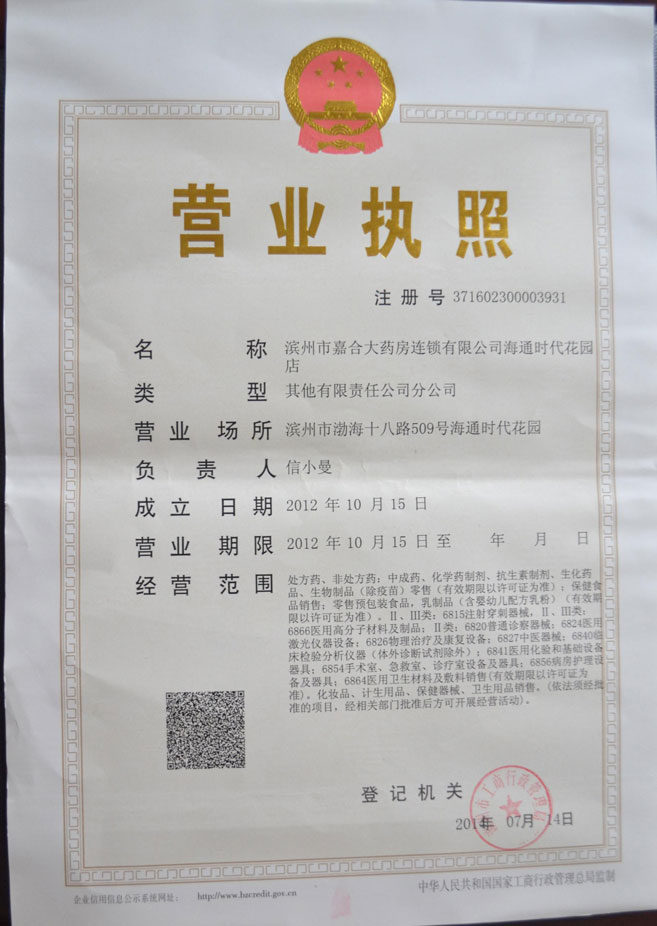 营业执照
注册号 371602300003931
名称 滨州市嘉合大药房连锁有限公司海通时代花园
店
类型 其他有限责任公司分公司
营业场所 滨州市渤海十八路509号海通时代花园
负责人 信小曼
成立日期 2012 年 10 月 15 日
营业期限 2012 年 10 月 15 日 至 年 月 日
经营范围 处方药、非处方药；中成药、化学药制剂、抗生素制剂、生化药
品、生物制品（除疫苗）零售（有效期限以许可证为准）；保健食
品销售；零售预包装食品，乳制品（含婴幼儿配方乳粉）（有效期
限以许可证为准）。Ⅱ、Ⅲ类：6815注射穿刺器械，Ⅱ、Ⅲ类：
6866医用高分子材料及制品；Ⅱ类：6820普通诊察器械；6824医用
激光仪器设备；6826物理治疗及康复设备；6827中医器械；6840临
床检验分析仪器（体外诊断试剂除外）；6841医用化验和基础设备
器具；6854手术室、急救室、诊疗室设备及器具；6856病房护理设
备及器具；6864医用卫生材料及敷料销售(有效期限以许可证为
准)。化妆品、计生用品、保健器械、卫生用品销售。(依法须经批
准的项目，经相关部门批准后方可开展经营活动)。
登记机关
市工商行政管理局
2014年 07月 14日
企业信用信息公示系统网址： http://www.bzcredit.gov.cn
中华人民共和国国家工商行政管理总局监制